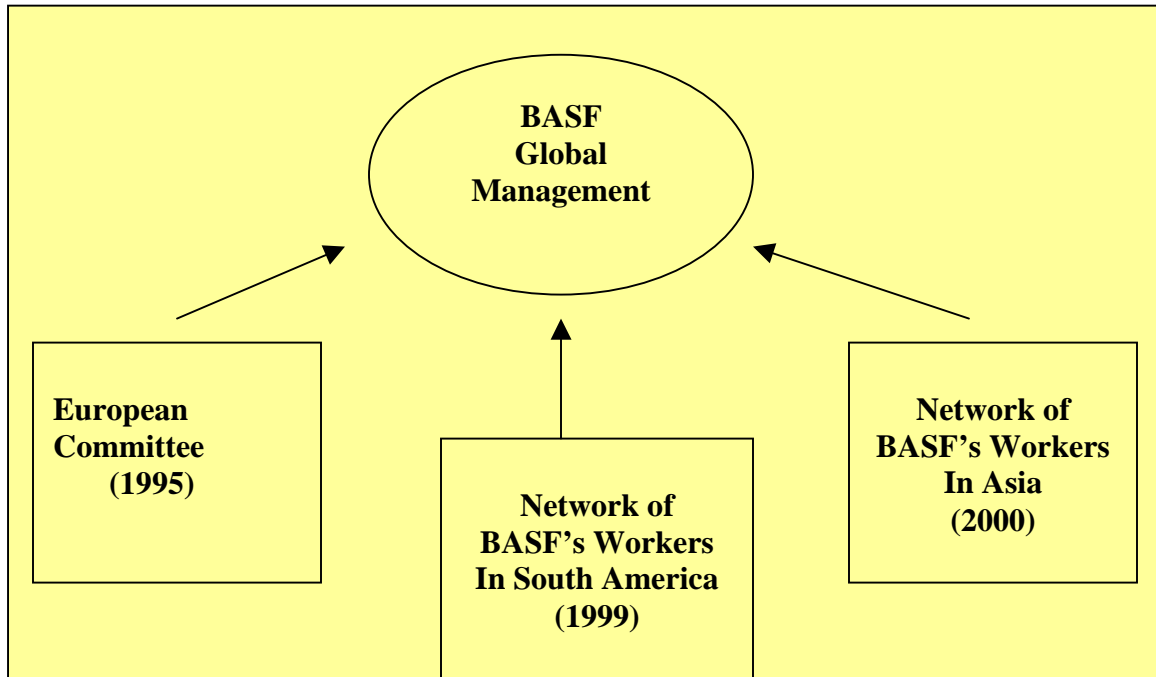 BASF
Global
Management
European
Committee
(1995)
Network of
BASF's Workers
In South America
(1999)
Network of
BASF's Workers
In Asia
(2000)